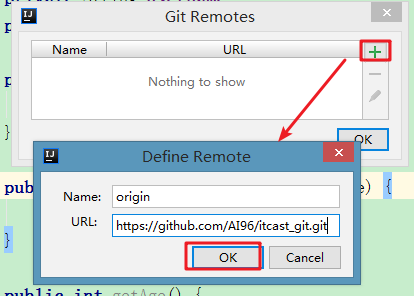 Git Remotes
Name URL
Nothing to show
OK
Define Remote
Name: origin
URL: https://github.com/AI96/itcast_git.git
OK Cancel
) {
}
public int getAge() {